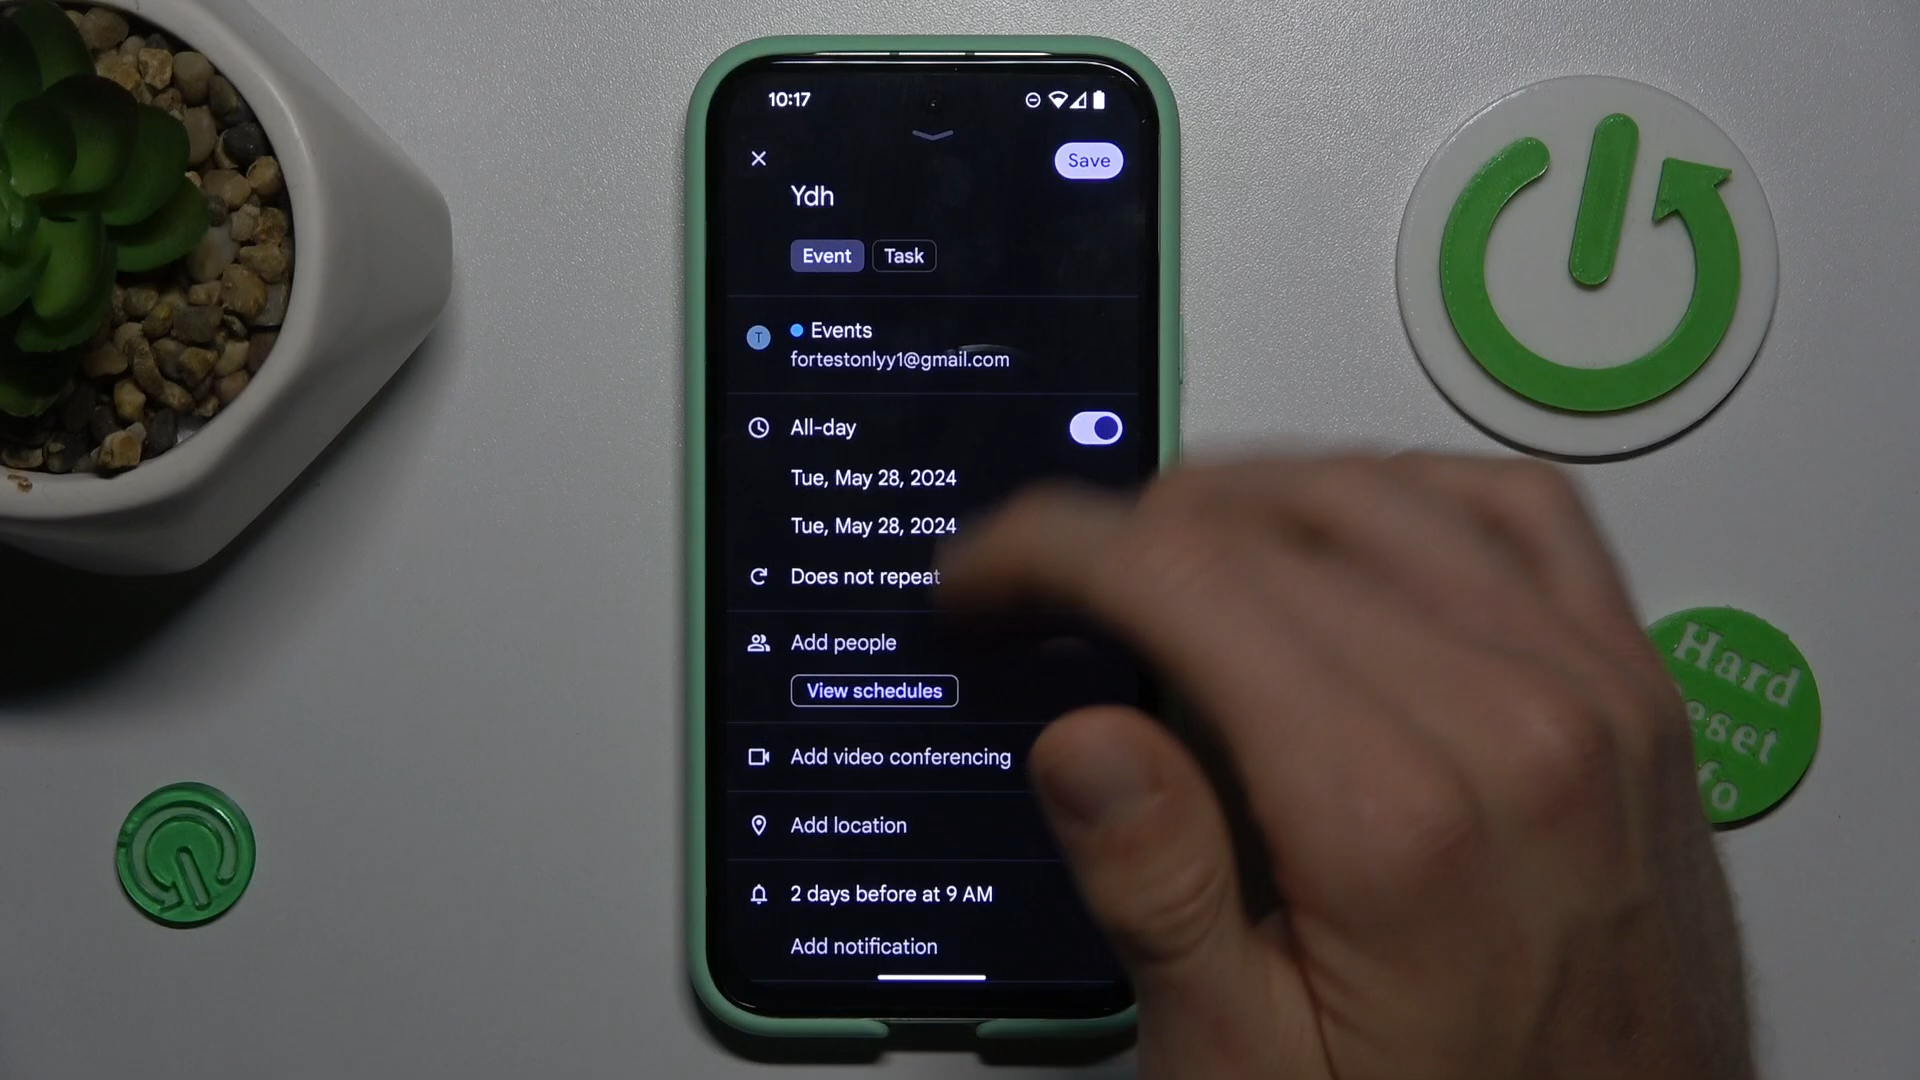 10:17
Save
Ydh
Event Task
T Events
fortestonlyy1@gmail.com
All-day
Tue, May 28, 2024
Tue, May 28, 2024
Does not repeat
Add people
View schedules
Add video conferencing
Add location
2 days before at 9 AM
Add notification
Hard
eset
fo